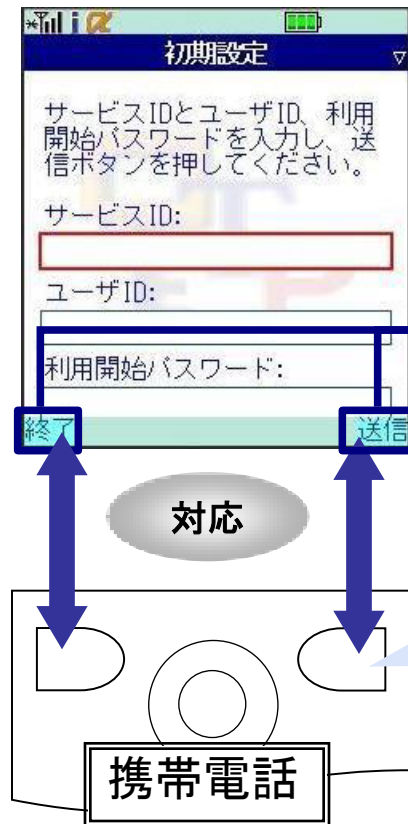 初期設定
サービスIDとユーザID、利用
開始パスワードを入力し、送
信ボタンを押してください。
サービスID:
ユーザID:
利用開始パスワード:
終了
送信
対応
携帯電話